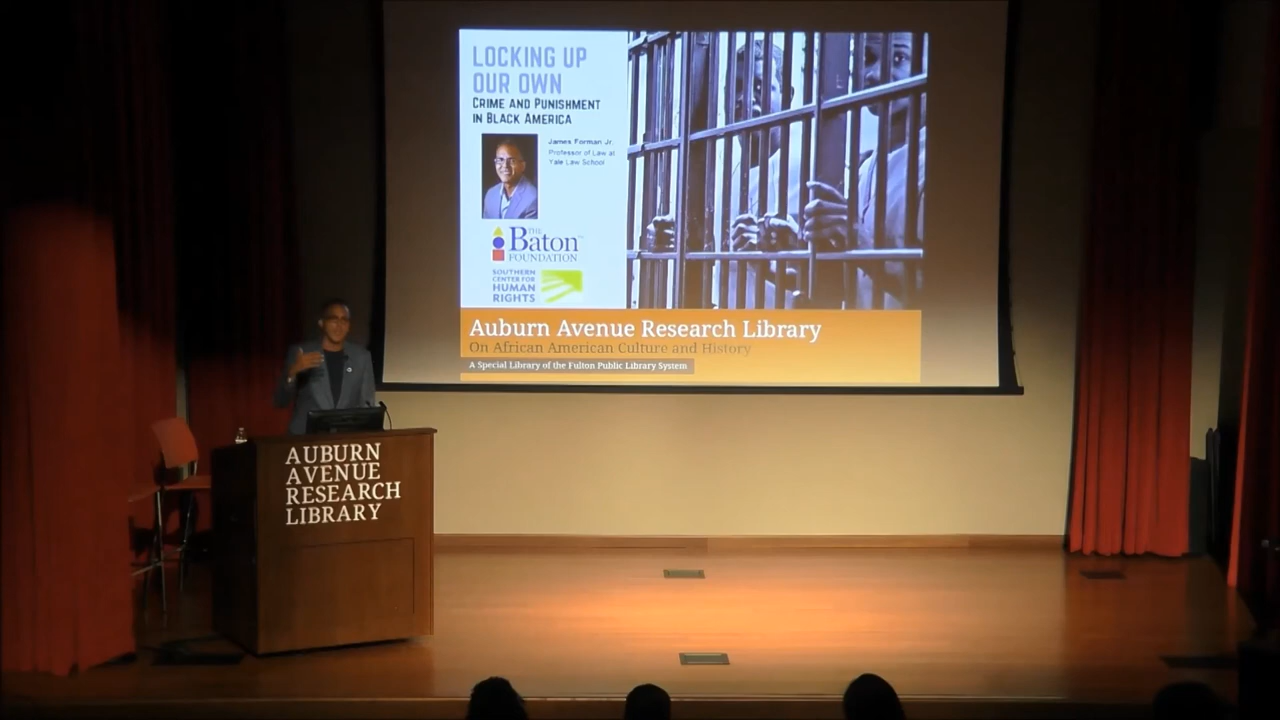 LOCKING UP
OUR OWN
CRIME AND PUNISHMENT
IN BLACK AMERICA
James Forman Jr.
Professor of Law at
Yale Law School
THE
Baton
FOUNDATION
SOUTHERN
CENTER FOR
HUMAN
RIGHTS
Auburn Avenue Research Library
On African American Culture and History
A Special Library of the Fulton Public Library System
AUBURN
AVENUE
RESEARCH
LIBRARY